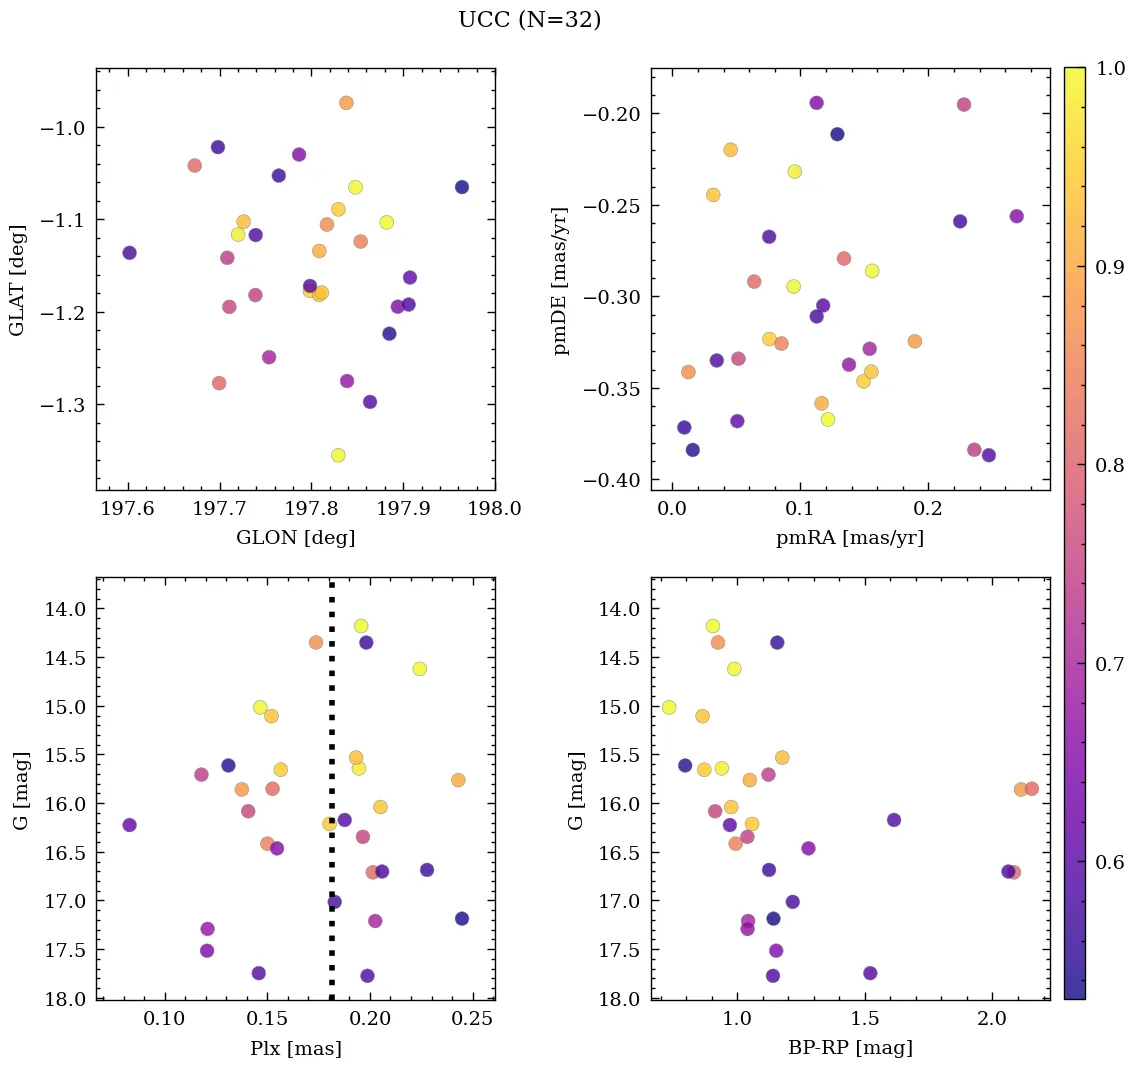 UCC (N=32)
−1.0
−1.1
−1.2
−1.3
GLAT [deg]
197.6 197.7 197.8 197.9 198.0
GLON [deg]
−0.20
−0.25
−0.30
−0.35
−0.40
pmDE [mas/yr]
0.0 0.1 0.2
pmRA [mas/yr]
1.0
0.9
0.8
0.7
0.6
14.0
14.5
15.0
15.5
16.0
16.5
17.0
17.5
18.0
G [mag]
0.10 0.15 0.20 0.25
Plx [mas]
14.0
14.5
15.0
15.5
16.0
16.5
17.0
17.5
18.0
G [mag]
1.0 1.5 2.0
BP-RP [mag]